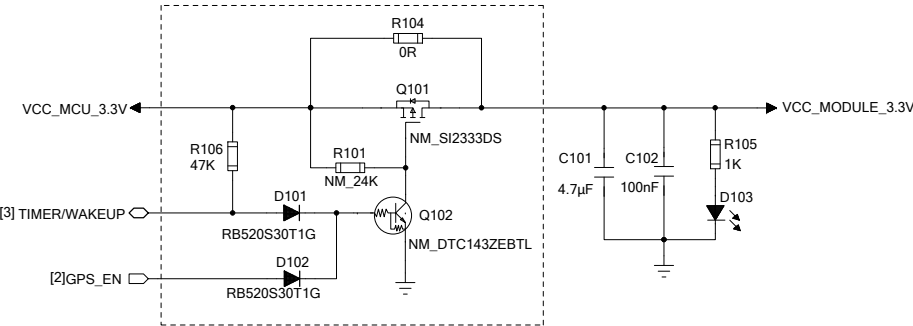 R104
0R
Q101
VCC_MCU_3.3V
VCC_MODULE_3.3V
NM_SI2333DS
R106
47K
R101
NM_24K
R105
1K
C101
4.7μF
C102
100nF
D103
D101
[3] TIMER/WAKEUP
RB520S30T1G
Q102
NM_DTC143ZEBTL
D102
[2]GPS_EN
RB520S30T1G